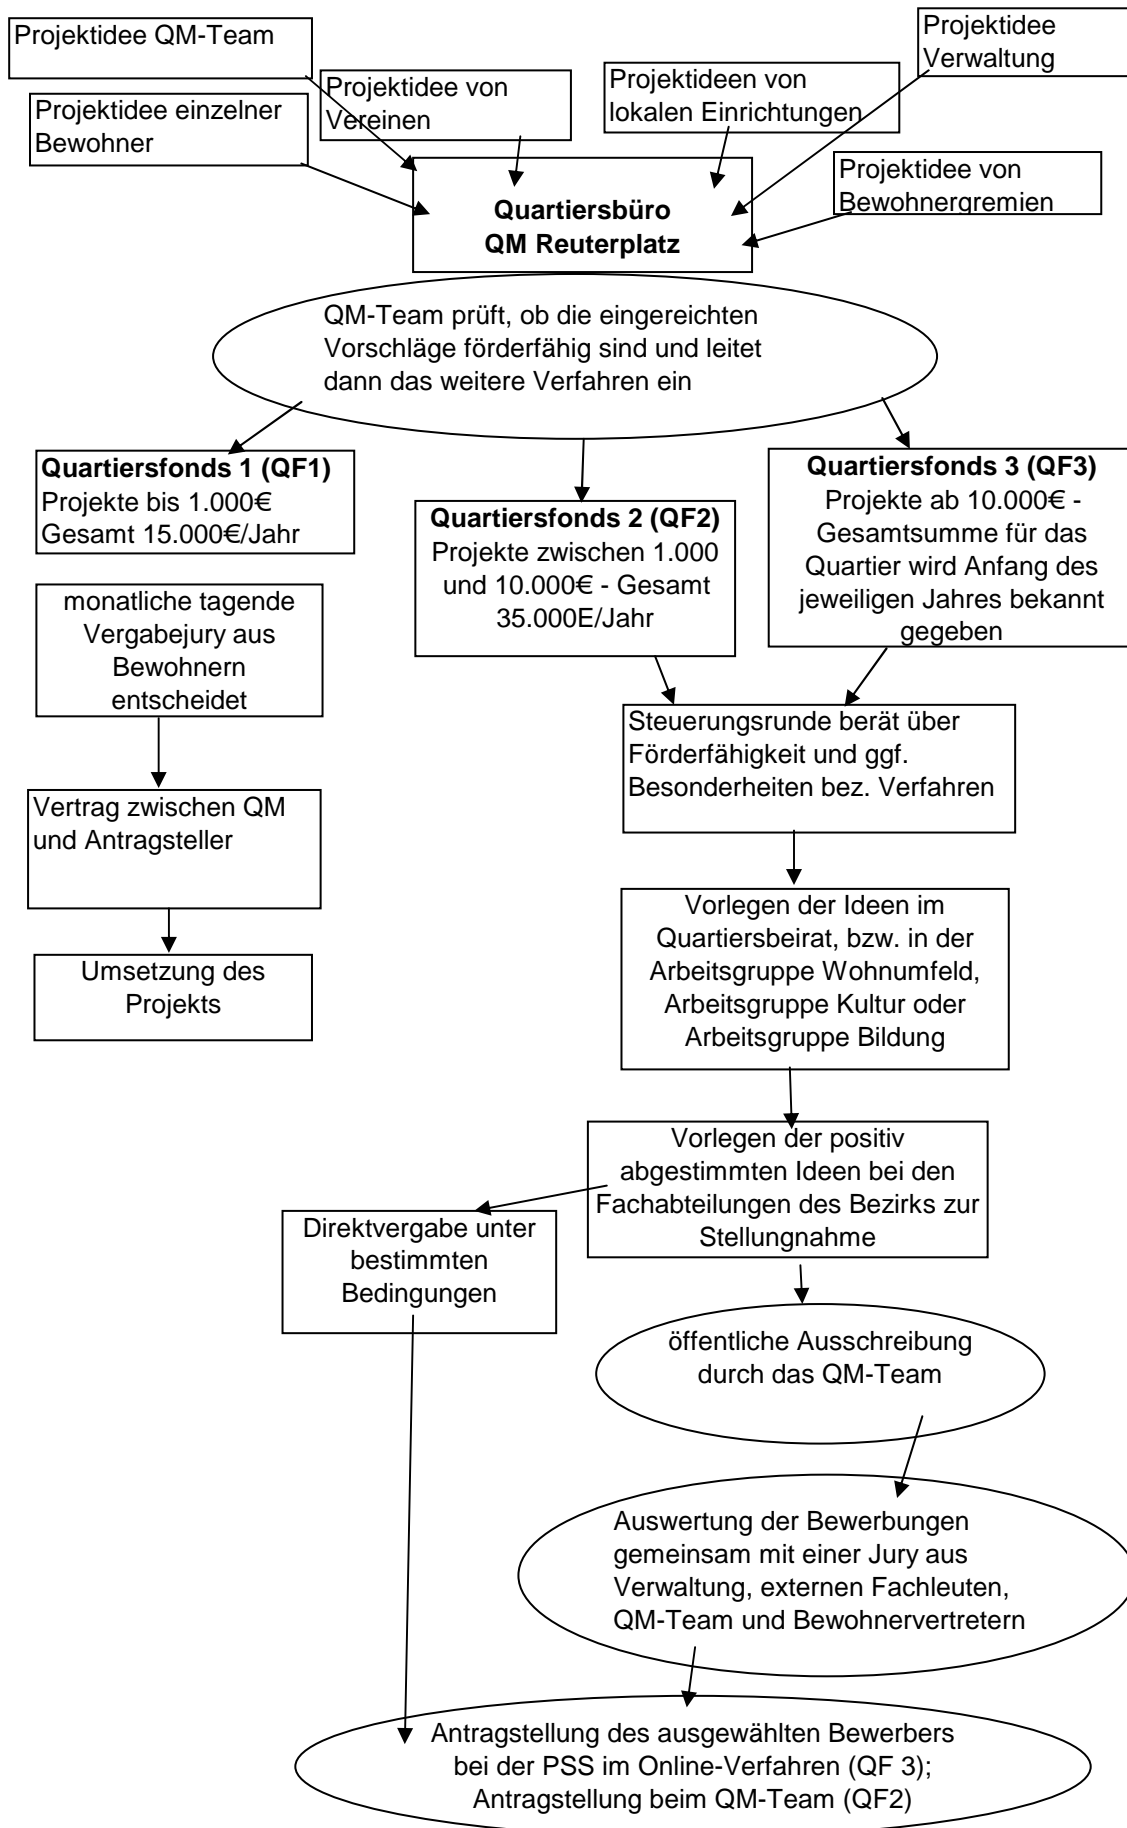 Projektidee QM-Team
Projektidee
Verwaltung
Projektidee von
Vereinen
Projektideen von
lokalen Einrichtungen
Projektidee einzelner
Bewohner
Projektidee von
Bewohnergremien
Quartiersbüro
QM Reuterplatz
QM-Team prüft, ob die eingereichten
Vorschläge förderfähig sind und leitet
dann das weitere Verfahren ein
Quartiersfonds 1 (QF1)
Projekte bis 1.000€
Gesamt 15.000€/Jahr
Quartiersfonds 2 (QF2)
Projekte zwischen 1.000
und 10.000€ - Gesamt
35.000E/Jahr
Quartiersfonds 3 (QF3)
Projekte ab 10.000€ -
Gesamtsumme für das
Quartier wird Anfang des
jeweiligen Jahres bekannt
gegeben
monatliche tagende
Vergabejury aus
Bewohnern
entscheidet
Vertrag zwischen QM
und Antragsteller
Umsetzung des
Projekts
Steuerungsrunde berät über
Förderfähigkeit und ggf.
Besonderheiten bez. Verfahren
Vorlegen der Ideen im
Quartiersbeirat, bzw. in der
Arbeitsgruppe Wohnumfeld,
Arbeitsgruppe Kultur oder
Arbeitsgruppe Bildung
Vorlegen der positiv
abgestimmten Ideen bei den
Fachabteilungen des Bezirks zur
Stellungnahme
Direktvergabe unter
bestimmten
Bedingungen
öffentliche Ausschreibung
durch das QM-Team
Auswertung der Bewerbungen
gemeinsam mit einer Jury aus
Verwaltung, externen Fachleuten,
QM-Team und Bewohnervertretern
Antragstellung des ausgewählten Bewerbers
bei der PSS im Online-Verfahren (QF 3);
Antragstellung beim QM-Team (QF2)